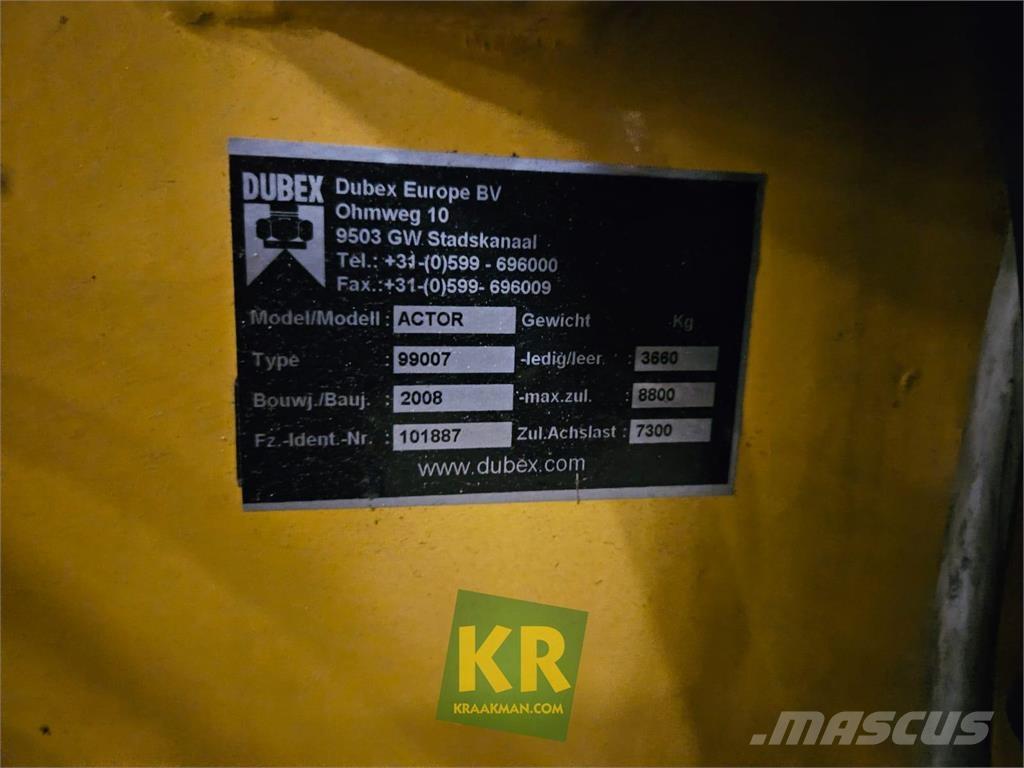 DUBEX
Dubex Europe BV
Ohmweg 10
9503 GW Stadskanaal
Tel.: +31-(0)599 - 696000
Fax.:+31-(0)599- 696009
Model/Modell : ACTOR Gewicht Kg
Type : 99007 -ledig/leer. : 3660
Bouwj./Bauj. : 2008 -max.zul. : 8800
Fz.-Ident.-Nr. : 101887 Zul.Achslast : 7300
www.dubex.com
KR
KRAAKMAN.COM
MASCUS